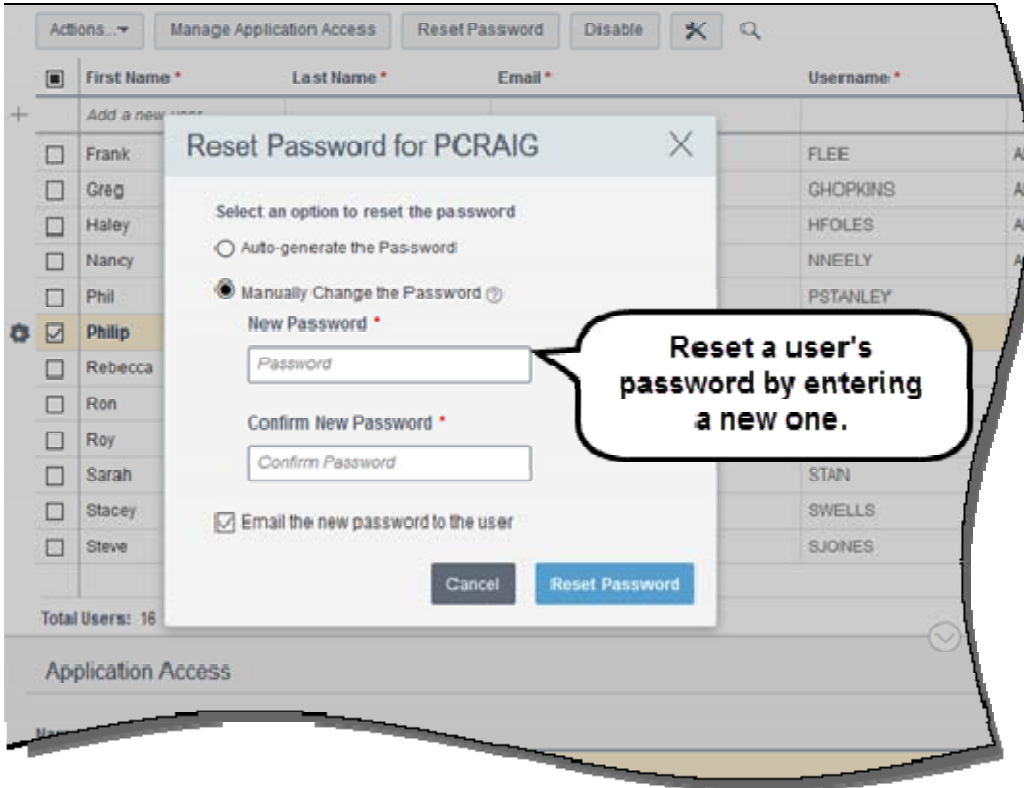 Actions...
Manage Application Access
Reset Password
Disable
First Name *
Last Name *
Email *
Username *
Add a new user
Frank
FLEE
Greg
GHOPKINS
Haley
HFOLES
Nancy
NNEELY
Phil
PSTANLEY
Philip
Rebecca
Ron
Roy
Sarah
STAIN
Stacey
SWELLS
Steve
SJONES
Total Users: 16
Application Access
Reset Password for PCRAIG
Select an option to reset the password
Auto-generate the Password
Manually Change the Password
New Password *
Password
Confirm New Password *
Confirm Password
Email the new password to the user
Cancel
Reset Password
Reset a user's
password by entering
a new one.